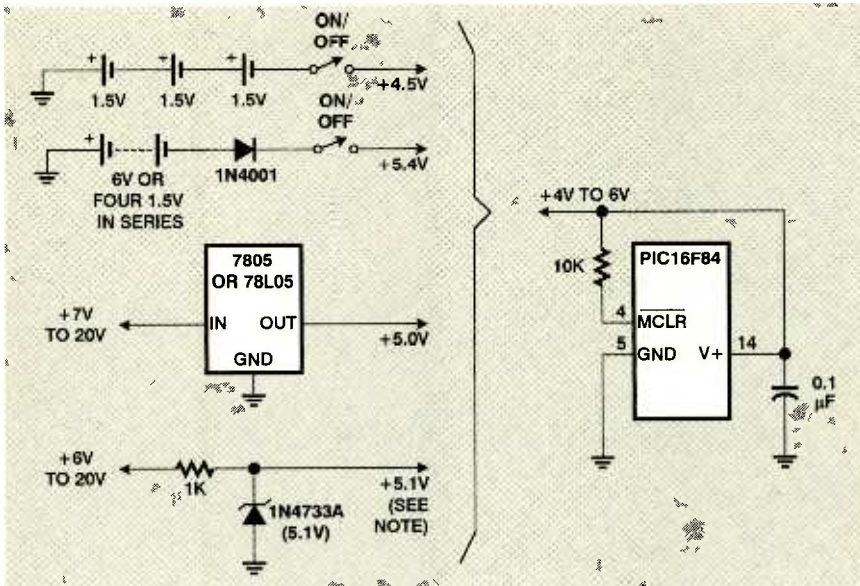 ON/
OFF
+ + +
1.5V 1.5V 1.5V
+4.5V
ON/
OFF
+
6V OR
FOUR 1.5V
IN SERIES
1N4001
+5.4V
7805
OR 78L05
+7V
TO 20V
IN OUT
GND
+5.0V
+6V
TO 20V
1K
1N4733A
(5.1V)
+5.1V
(SEE
NOTE)
+4V TO 6V
10K
PIC16F84
4
MCLR
5
GND V+ 14
0.1
µF